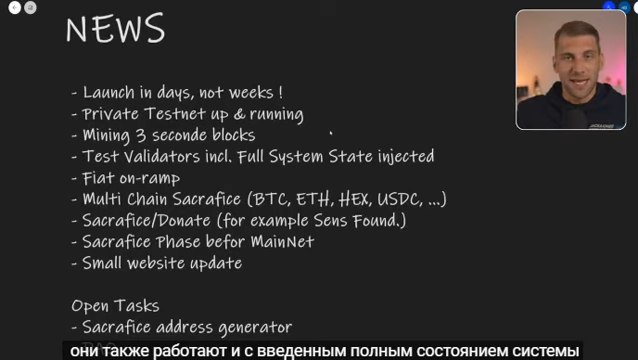 NEWS
- Launch in days, not weeks !
- Private Testnet up & running
- Mining 3 seconde blocks
- Test Validators incl. Full System State injected
- Fiat on-ramp
- Multi Chain Sacrafice (BTC, ETH, HEX, USDC, ...)
- Sacrafice/Donate (for example Sens Found.)
- Sacrafice Phase befor MainNet
- Small website update
Open Tasks
- Sacrafice address generator
они также работают и с введенным полным состоянием системы